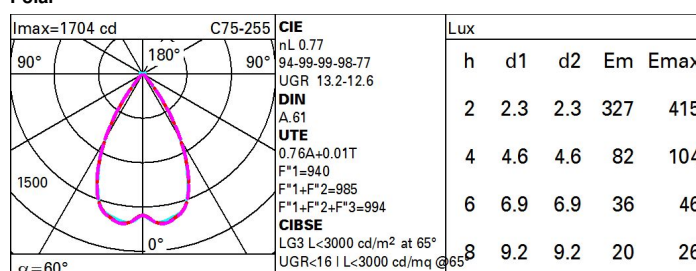 Imax=1704 cd C75-255
90° 180° 90°
1500
0°
α=60°
CIE
nL 0.77
94-99-99-98-77
UGR 13.2-12.6
DIN
A.61
UTE
0.76A+0.01T
F"1=940
F"1+F"2=985
F"1+F"2+F"3=994
CIBSE
LG3 L<3000 cd/m² at 65°
UGR<16 | L<3000 cd/mq @65°
Lux
h d1 d2 Em Emax
2 2.3 2.3 327 415
4 4.6 4.6 82 104
6 6.9 6.9 36 46
8 9.2 9.2 20 26